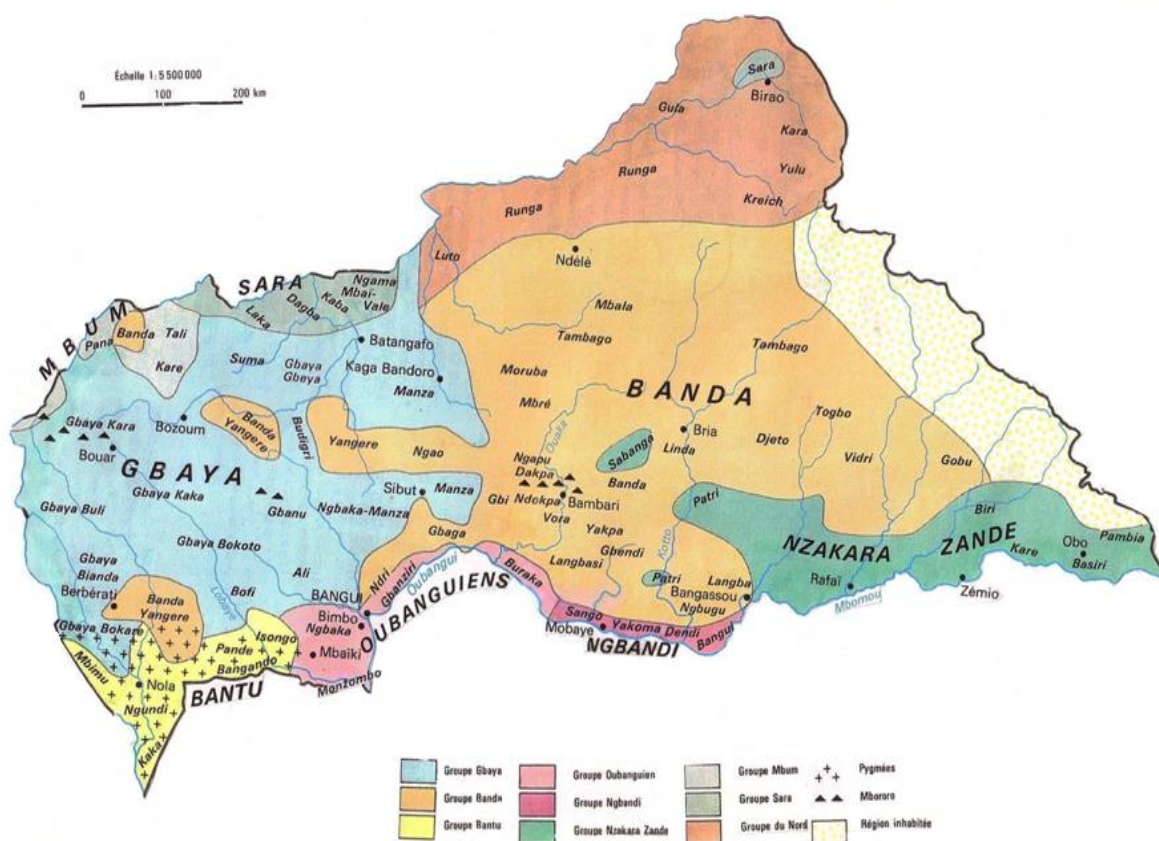 Échelle 1:5 500 000
0 100 200 km
Sara
Birao
Gula
Kara
Runga
Yulu
Kreich
Runga
Luto
Ndélé
SARA
Ngama
Mbaï-
Vale
Kaba
Dagba
Laka
MBUM
Pana
Banda
Tali
Kare
Mbala
Tambago
Tambago
Batangafo
Suma
Gbaya
Gbeya
Kaga Bandoro
Manza
Moruba
Mbré
BANDA
Gbaya Kara
Bozoum
Banda
Yangere
Budigri
Yangere
Ngao
Ouaka
Bria
Linda
Togbo
Djeto
Vidri
Gobu
Bouar
GBAYA
Sabanga
Ngapu
Dakpa
Banda
Gbaya Kaka
Gbanu
Sibut
Manza
Gbi
Ndokpa
Bambari
Ngbaka-Manza
Gbaya Buli
Vora
Yakpa
Patri
Biri
Gbaga
Gbaya Bokoto
Gbendi
Langbasi
Kotto
NZAKARA
ZANDE
Pambia
Obo
Kare
Basiri
Gbaya
Bianda
Ali
Ndri
Gbanziri
Oubangui
Buraka
Patri
Langba
Bangassou
Ngbugu
Rafaï
Mbomou
Zémio
Berbérati
Banda
Yangere
Bofi
Lobaye
BANGUI
Bimbo
Ngbaka
OUBANGUIENS
Sango
Yakoma Dendi
Mobaye
Bangui
NGBANDI
Gbaya Bokare
Isongo
Pande
Bangando
Mbaïki
Monzombo
Mbimu
Nola
Ngundi
BANTU
Kaka
Groupe Gbaya
Groupe Banda
Groupe Bantu
Groupe Oubanguien
Groupe Ngbandi
Groupe Nzakara Zande
Groupe Mbum
Groupe Sara
Groupe du Nord
Pygmées
Mbororo
Région inhabitée